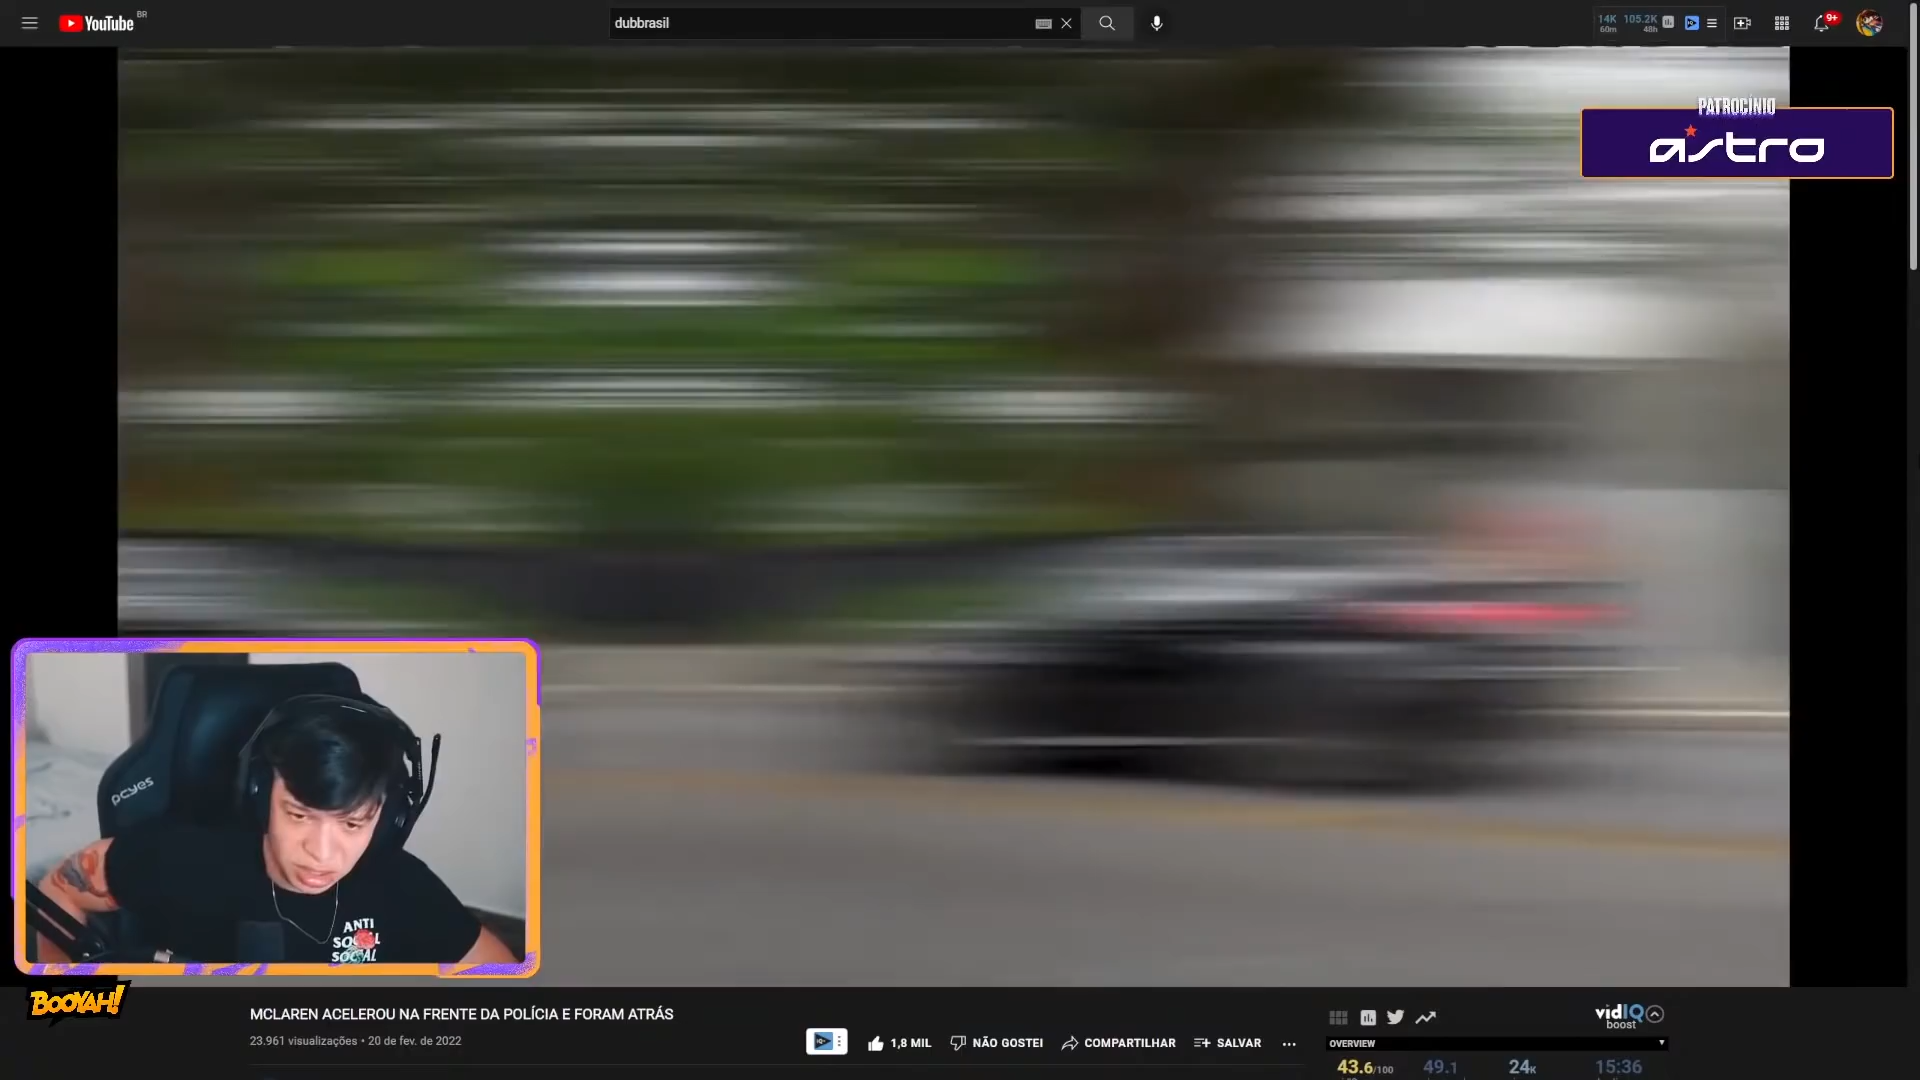 YouTube BR
dubbrasil
14K 105.2K
60m 48h
9+
PATROCÍNIO
astro
pcyes
ANTI
SOCIAL
SOCIAL
BOOYAH!
MCLAREN ACELEROU NA FRENTE DA POLÍCIA E FORAM ATRÁS
23.961 visualizações • 20 de fev. de 2022
1,8 MIL
NÃO GOSTEI
COMPARTILHAR
SALVAR
vidIQ
boost
OVERVIEW
43.6/100 49.1 24K 15:36